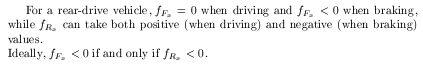 For a rear-drive vehicle, $f_{F_x} = 0$ when driving and $f_{F_x} < 0$ when braking,
while $f_{R_x}$ can take both positive (when driving) and negative (when braking)
values.
Ideally, $f_{F_x} < 0$ if and only if $f_{R_x} < 0$.